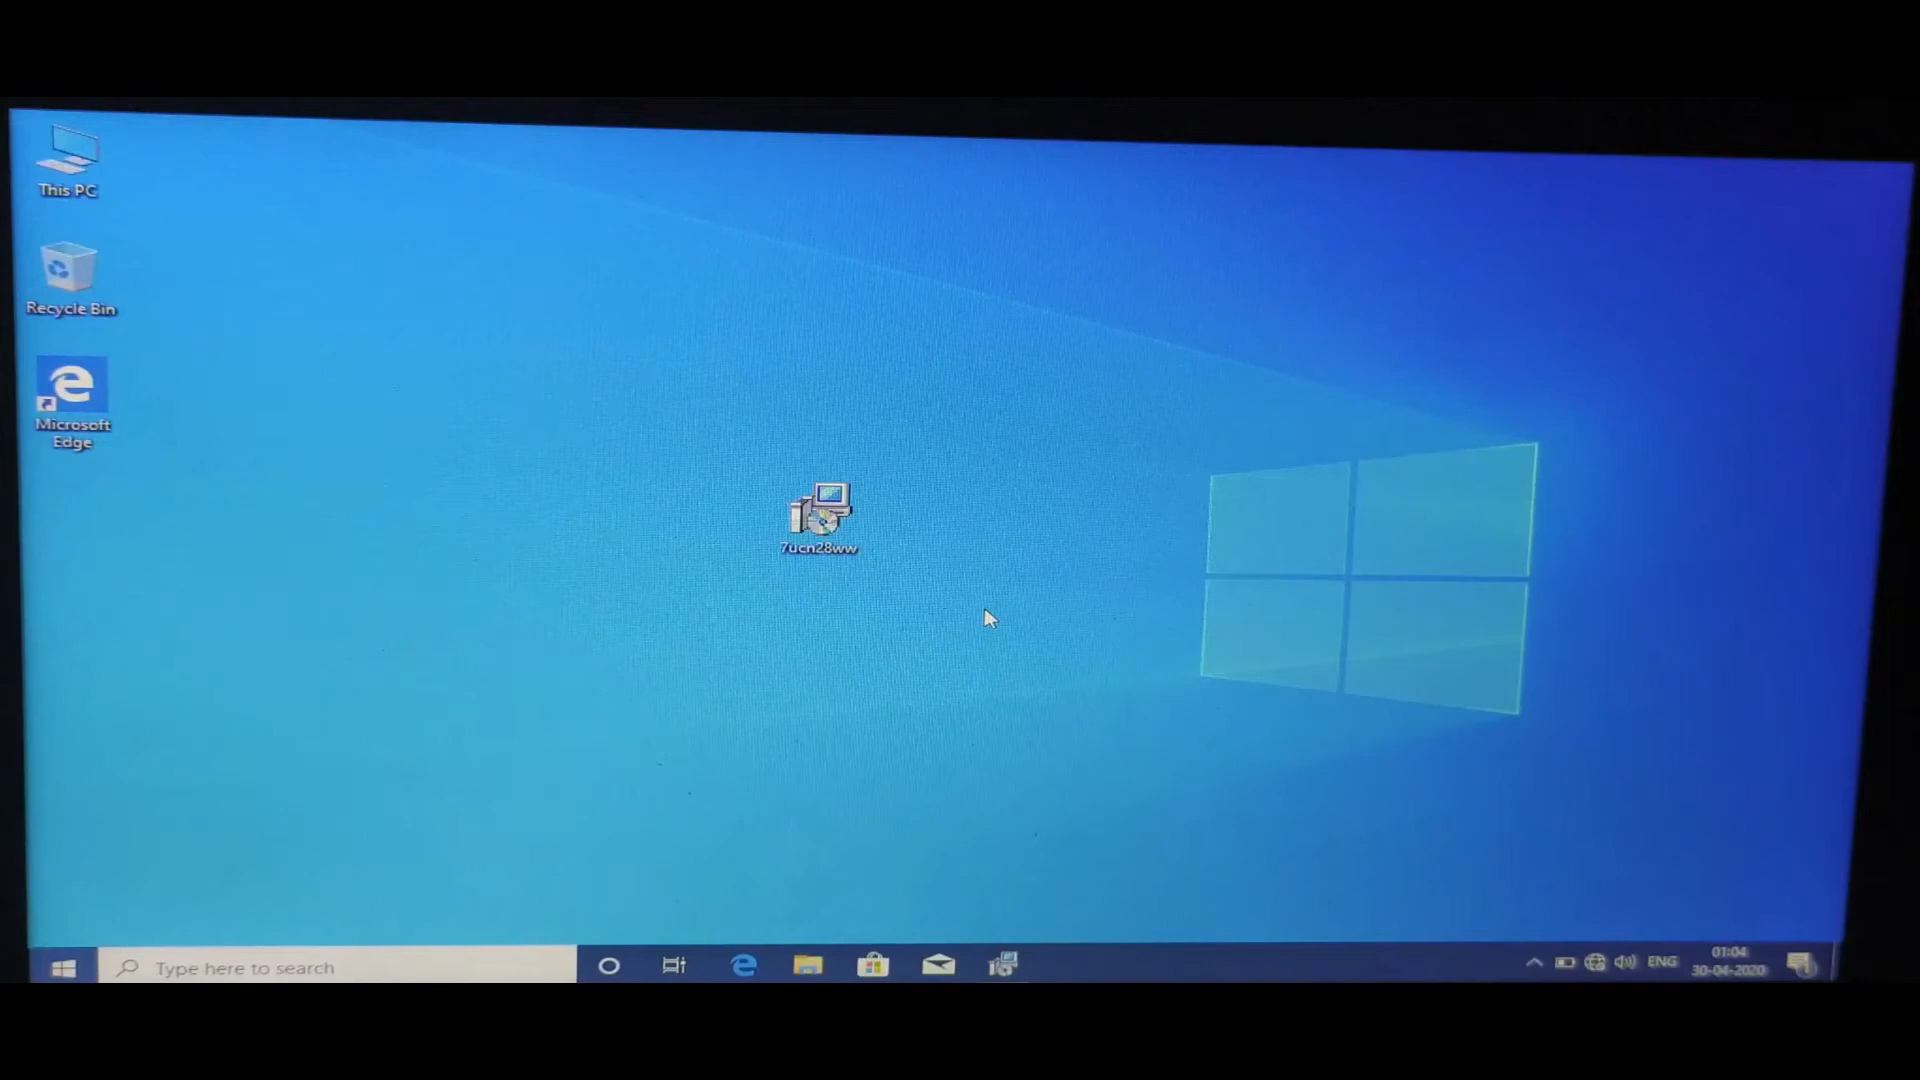 This PC
Recycle Bin
Microsoft
Edge
7ucn28ww
Type here to search
ENG
01:04
30-04-2020